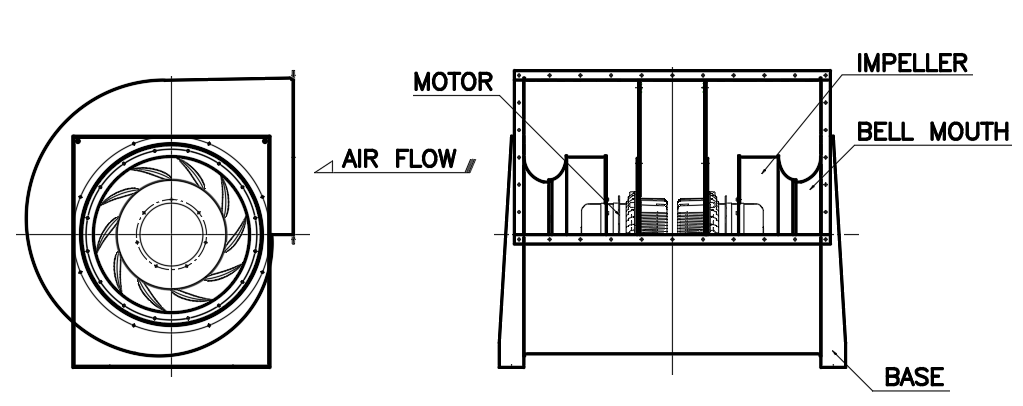 IMPELLER
MOTOR
BELL MOUTH
AIR FLOW
BASE